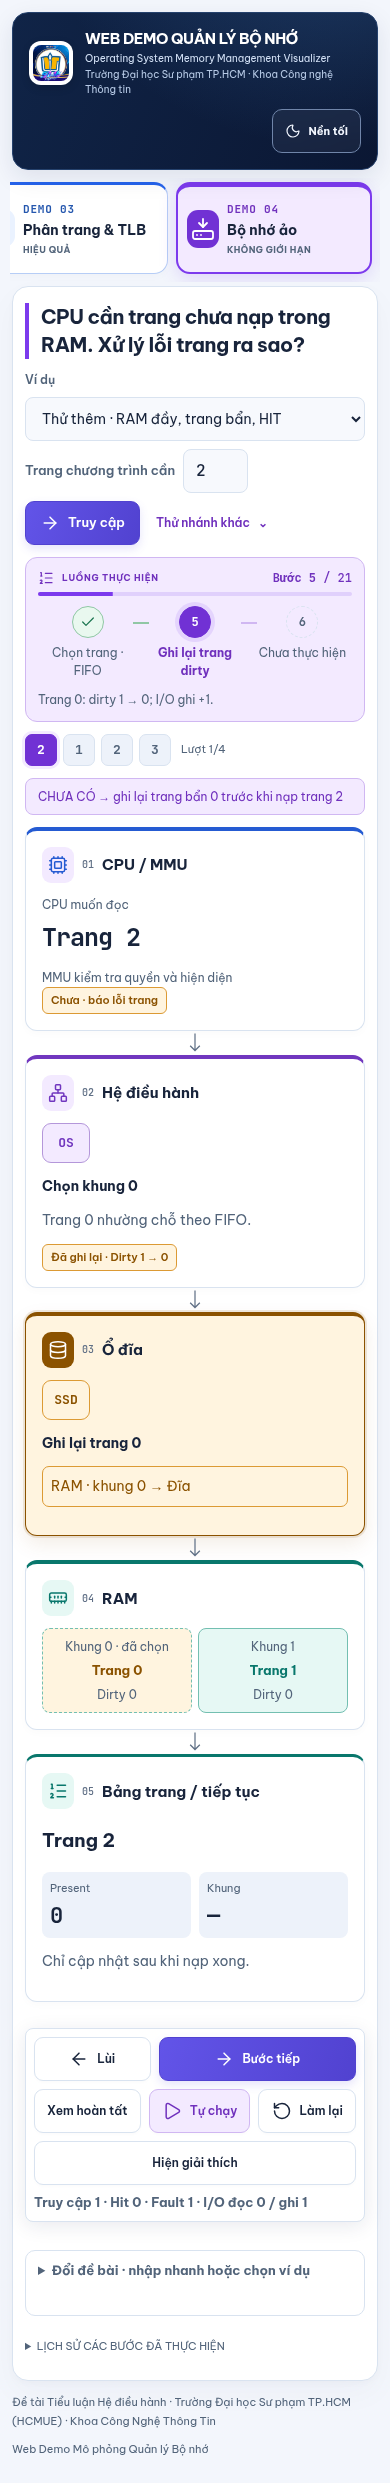 WEB DEMO QUẢN LÝ BỘ NHỚ
Operating System Memory Management Visualizer
Trường Đại học Sư phạm TP.HCM · Khoa Công nghệ
Thông tin
Nền tối
DEMO 03
Phân trang & TLB
HIỆU QUẢ
DEMO 04
Bộ nhớ ảo
KHÔNG GIỚI HẠN
CPU cần trang chưa nạp trong
RAM. Xử lý lỗi trang ra sao?
Ví dụ
Thử thêm · RAM đầy, trang bẩn, HIT
Trang chương trình cần 2
→ Truy cập Thử nhánh khác ⌄
LUỒNG THỰC HIỆN Bước 5 / 21
✓ 5 6
Chọn trang · FIFO
Ghi lại trang dirty
Chưa thực hiện
Trang 0: dirty 1 → 0; I/O ghi +1.
2 1 2 3 Lượt 1/4
CHƯA CÓ → ghi lại trang bẩn 0 trước khi nạp trang 2
01 CPU / MMU
CPU muốn đọc
Trang 2
MMU kiểm tra quyền và hiện diện
Chưa · báo lỗi trang
↓
02 Hệ điều hành
OS
Chọn khung 0
Trang 0 nhường chỗ theo FIFO.
Đã ghi lại · Dirty 1 → 0
↓
03 Ổ đĩa
SSD
Ghi lại trang 0
RAM · khung 0 → Đĩa
↓
04 RAM
Khung 0 · đã chọn
Trang 0
Dirty 0
Khung 1
Trang 1
Dirty 0
↓
05 Bảng trang / tiếp tục
Trang 2
Present
0
Khung
—
Chỉ cập nhật sau khi nạp xong.
← Lùi → Bước tiếp
Xem hoàn tất Tự chạy Làm lại
Hiện giải thích
Truy cập 1 · Hit 0 · Fault 1 · I/O đọc 0 / ghi 1
▶ Đổi đề bài · nhập nhanh hoặc chọn ví dụ
▶ LỊCH SỬ CÁC BƯỚC ĐÃ THỰC HIỆN
Đề tài Tiểu luận Hệ điều hành · Trường Đại học Sư phạm TP.HCM
(HCMUE) · Khoa Công Nghệ Thông Tin
Web Demo Mô phỏng Quản lý Bộ nhớ